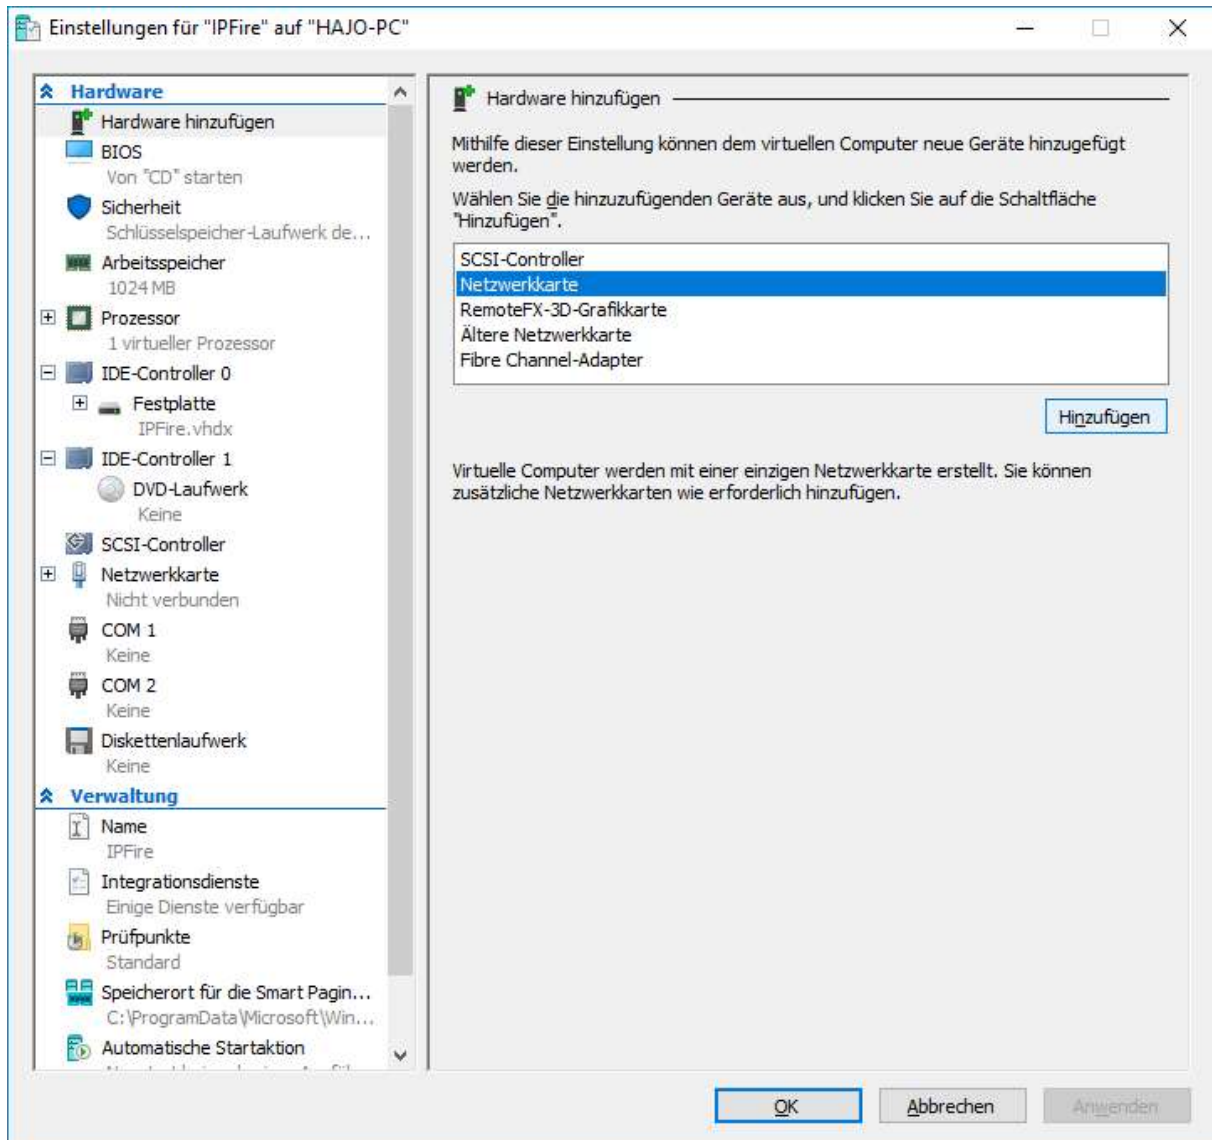 Einstellungen für "IPFire" auf "HAJO-PC"
Hardware
Hardware hinzufügen
BIOS
Von "CD" starten
Sicherheit
Schlüsselspeicher-Laufwerk de...
Arbeitsspeicher
1024 MB
Prozessor
1 virtueller Prozessor
IDE-Controller 0
Festplatte
IPFire.vhdx
IDE-Controller 1
DVD-Laufwerk
Keine
SCSI-Controller
Netzwerkkarte
Nicht verbunden
COM 1
Keine
COM 2
Keine
Diskettenlaufwerk
Keine
Verwaltung
Name
IPFire
Integrationsdienste
Einige Dienste verfügbar
Prüfpunkte
Standard
Speicherort für die Smart Pagin...
C:\ProgramData\Microsoft\Win...
Automatische Startaktion
Hardware hinzufügen
Mithilfe dieser Einstellung können dem virtuellen Computer neue Geräte hinzugefügt
werden.
Wählen Sie die hinzuzufügenden Geräte aus, und klicken Sie auf die Schaltfläche
"Hinzufügen".
SCSI-Controller
Netzwerkkarte
RemoteFX-3D-Grafikkarte
Ältere Netzwerkkarte
Fibre Channel-Adapter
Hinzufügen
Virtuelle Computer werden mit einer einzigen Netzwerkkarte erstellt. Sie können
zusätzliche Netzwerkkarten wie erforderlich hinzufügen.
OK
Abbrechen
Anwenden